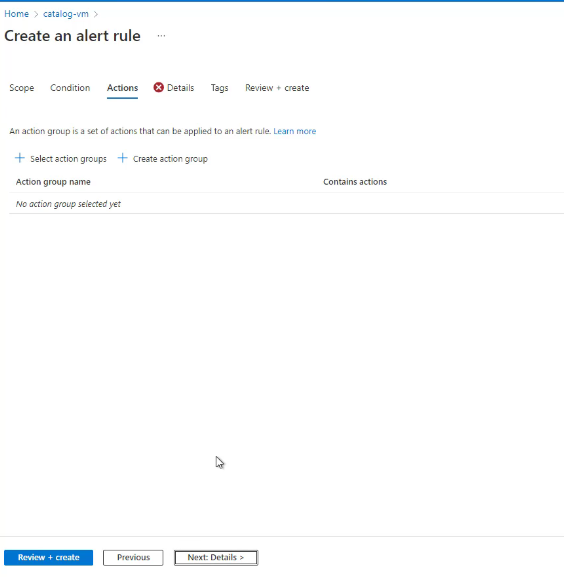 Home > catalog-vm >
Create an alert rule ...
Scope Condition Actions Details Tags Review + create
An action group is a set of actions that can be applied to an alert rule. Learn more
+ Select action groups + Create action group
Action group name Contains actions
No action group selected yet
Review + create Previous Next: Details >